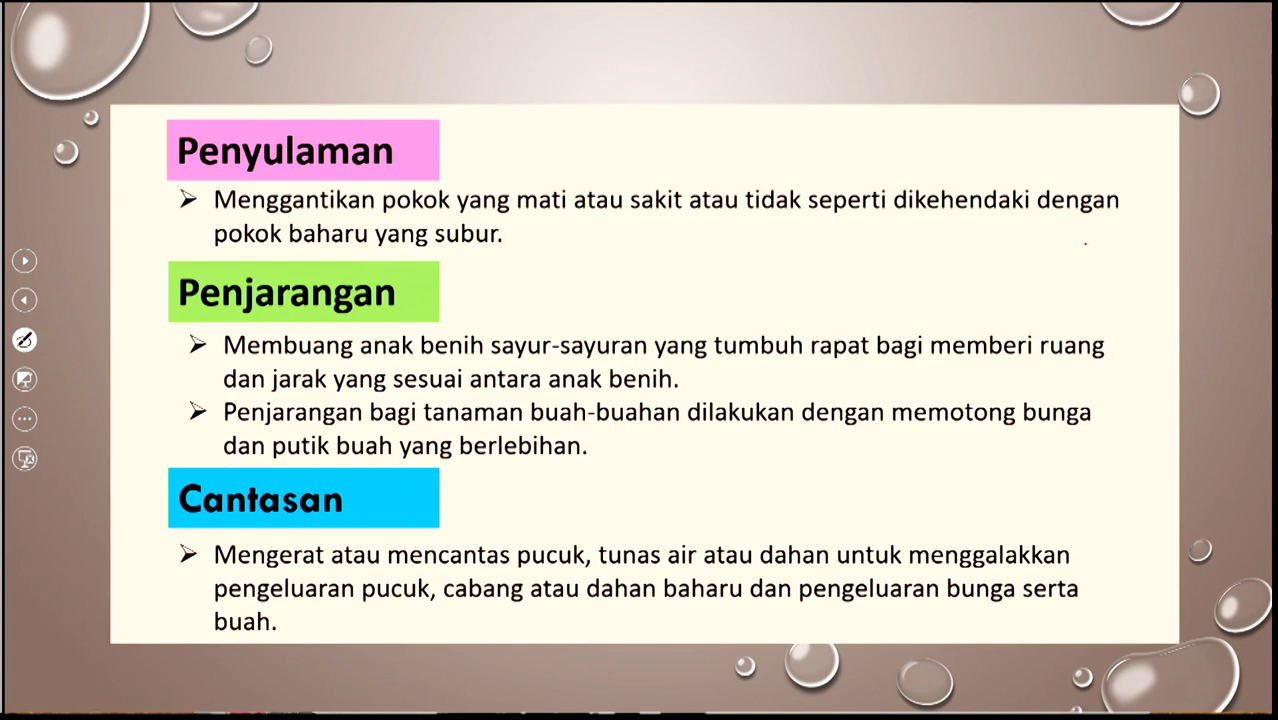 Penyulaman
Menggantikan pokok yang mati atau sakit atau tidak seperti dikehendaki dengan
pokok baharu yang subur.
Penjarangan
Membuang anak benih sayur-sayuran yang tumbuh rapat bagi memberi ruang
dan jarak yang sesuai antara anak benih.
Penjarangan bagi tanaman buah-buahan dilakukan dengan memotong bunga
dan putik buah yang berlebihan.
Cantasan
Mengerat atau mencantas pucuk, tunas air atau dahan untuk menggalakkan
pengeluaran pucuk, cabang atau dahan baharu dan pengeluaran bunga serta
buah.